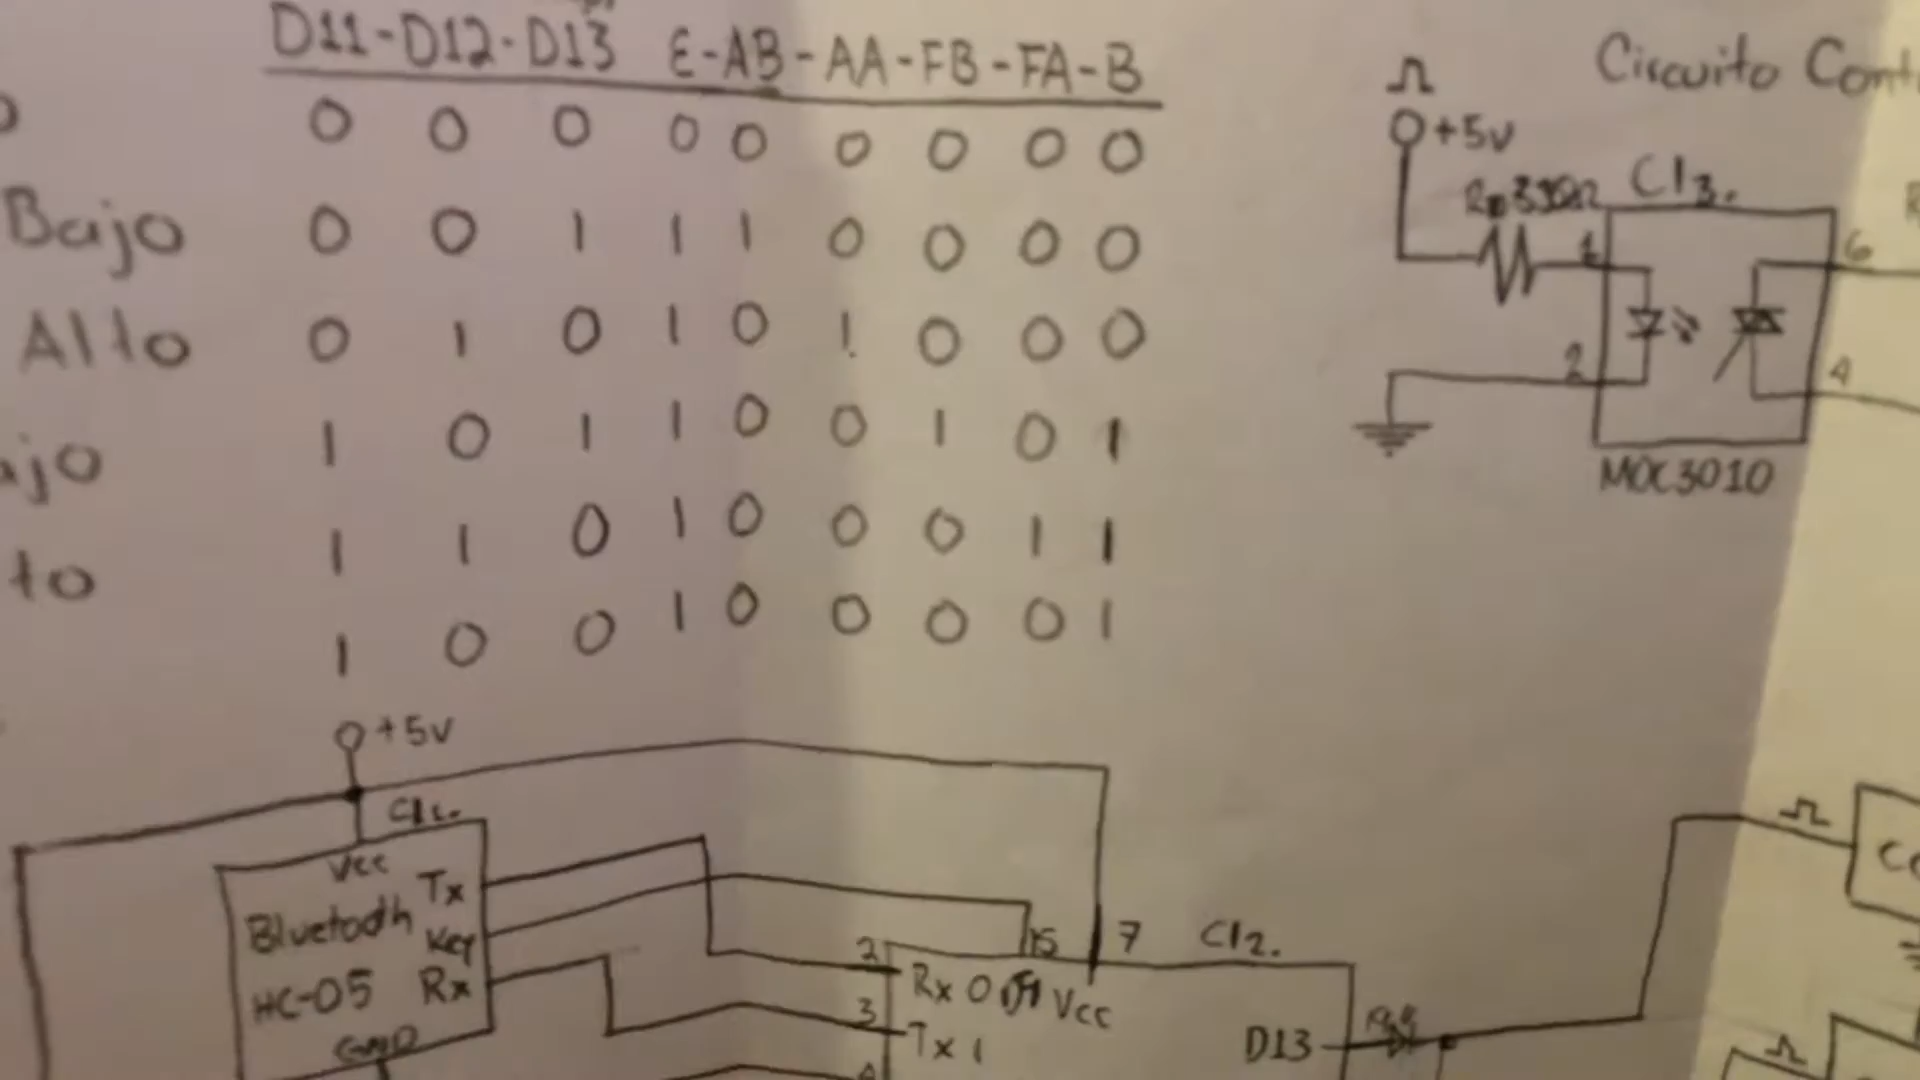 D11-D12-D13 E-AB-AA-FB-FA-B
0 0 0 0 0 0 0 0 0
Bajo 0 0 1 1 1 0 0 0 0
Alto 0 1 0 1 0 1 0 0 0
ajo 1 0 1 1 0 0 1 0 1
to 1 1 0 1 0 0 0 1 1
1 0 0 1 0 0 0 0 1
Circuito Cont
+5v
CI3.
1
6
2
4
MOC3010
+5v
CI1.
Vcc
Tx
Bluetooth
Key
HC-05 Rx
GND
2
15
7
CI2.
Rx 0
Vcc
3
Tx 1
4
D13